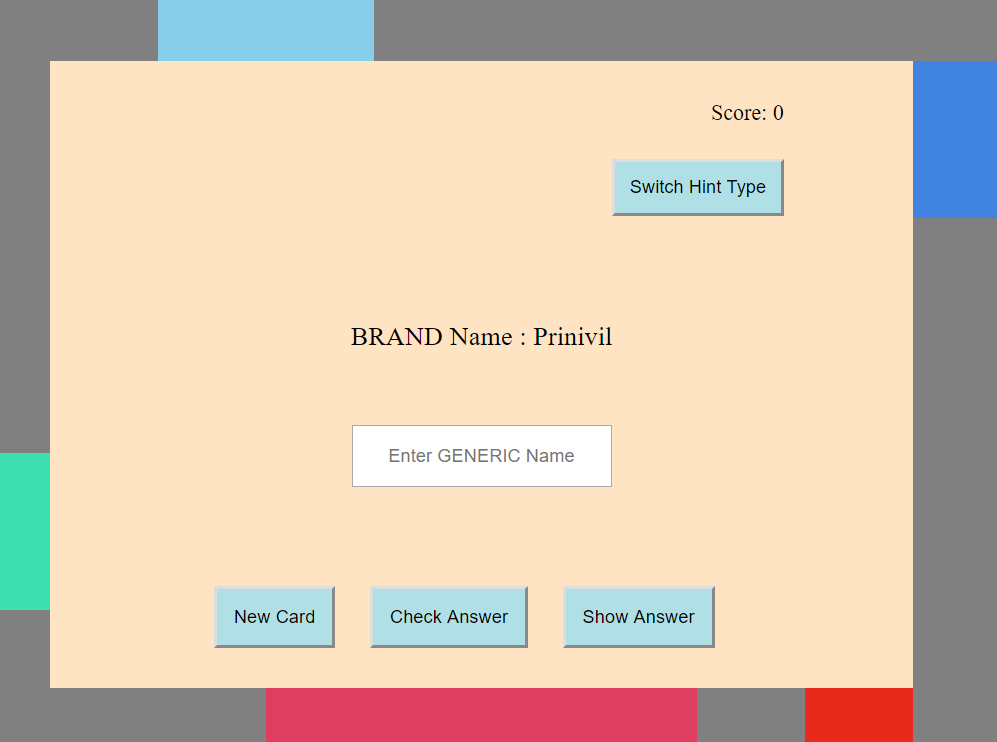 Score: 0
Switch Hint Type
BRAND Name : Prinivil
Enter GENERIC Name
New Card
Check Answer
Show Answer